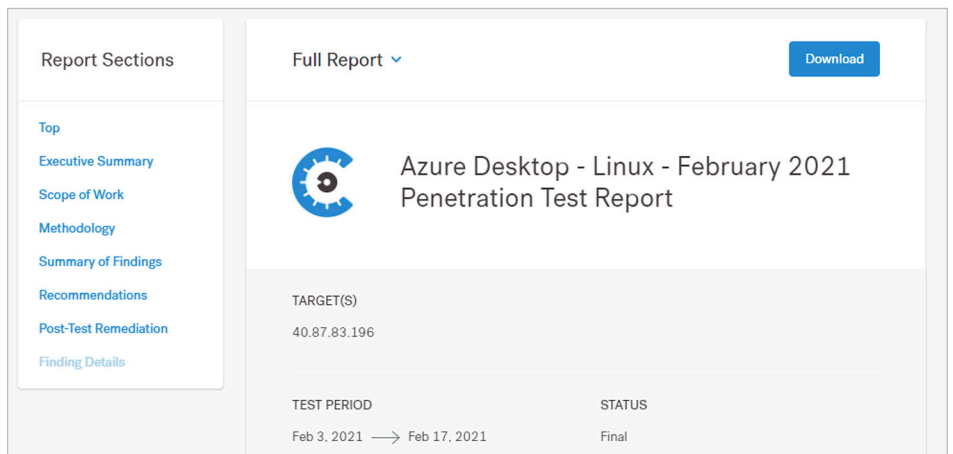 Report Sections
Top
Executive Summary
Scope of Work
Methodology
Summary of Findings
Recommendations
Post-Test Remediation
Finding Details
Full Report
Download
Azure Desktop - Linux - February 2021
Penetration Test Report
TARGET(S)
40.87.83.196
TEST PERIOD
Feb 3, 2021 → Feb 17, 2021
STATUS
Final